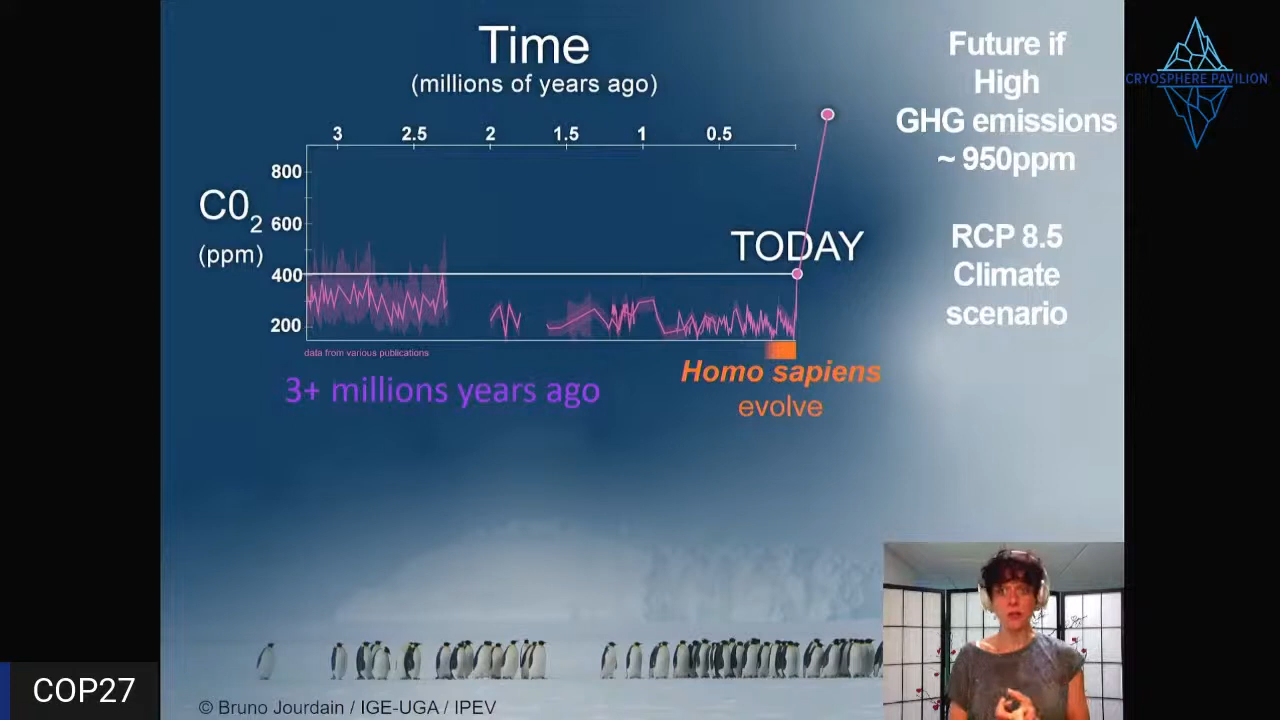 Time
(millions of years ago)
3 2.5 2 1.5 1 0.5
800
600
400
200
C02
(ppm)
TODAY
data from various publications
3+ millions years ago
Homo sapiens
evolve
Future if
High
GHG emissions
~ 950ppm
RCP 8.5
Climate
scenario
CRYOSPHERE PAVILION
COP27
© Bruno Jourdain / IGE-UGA / IPEV